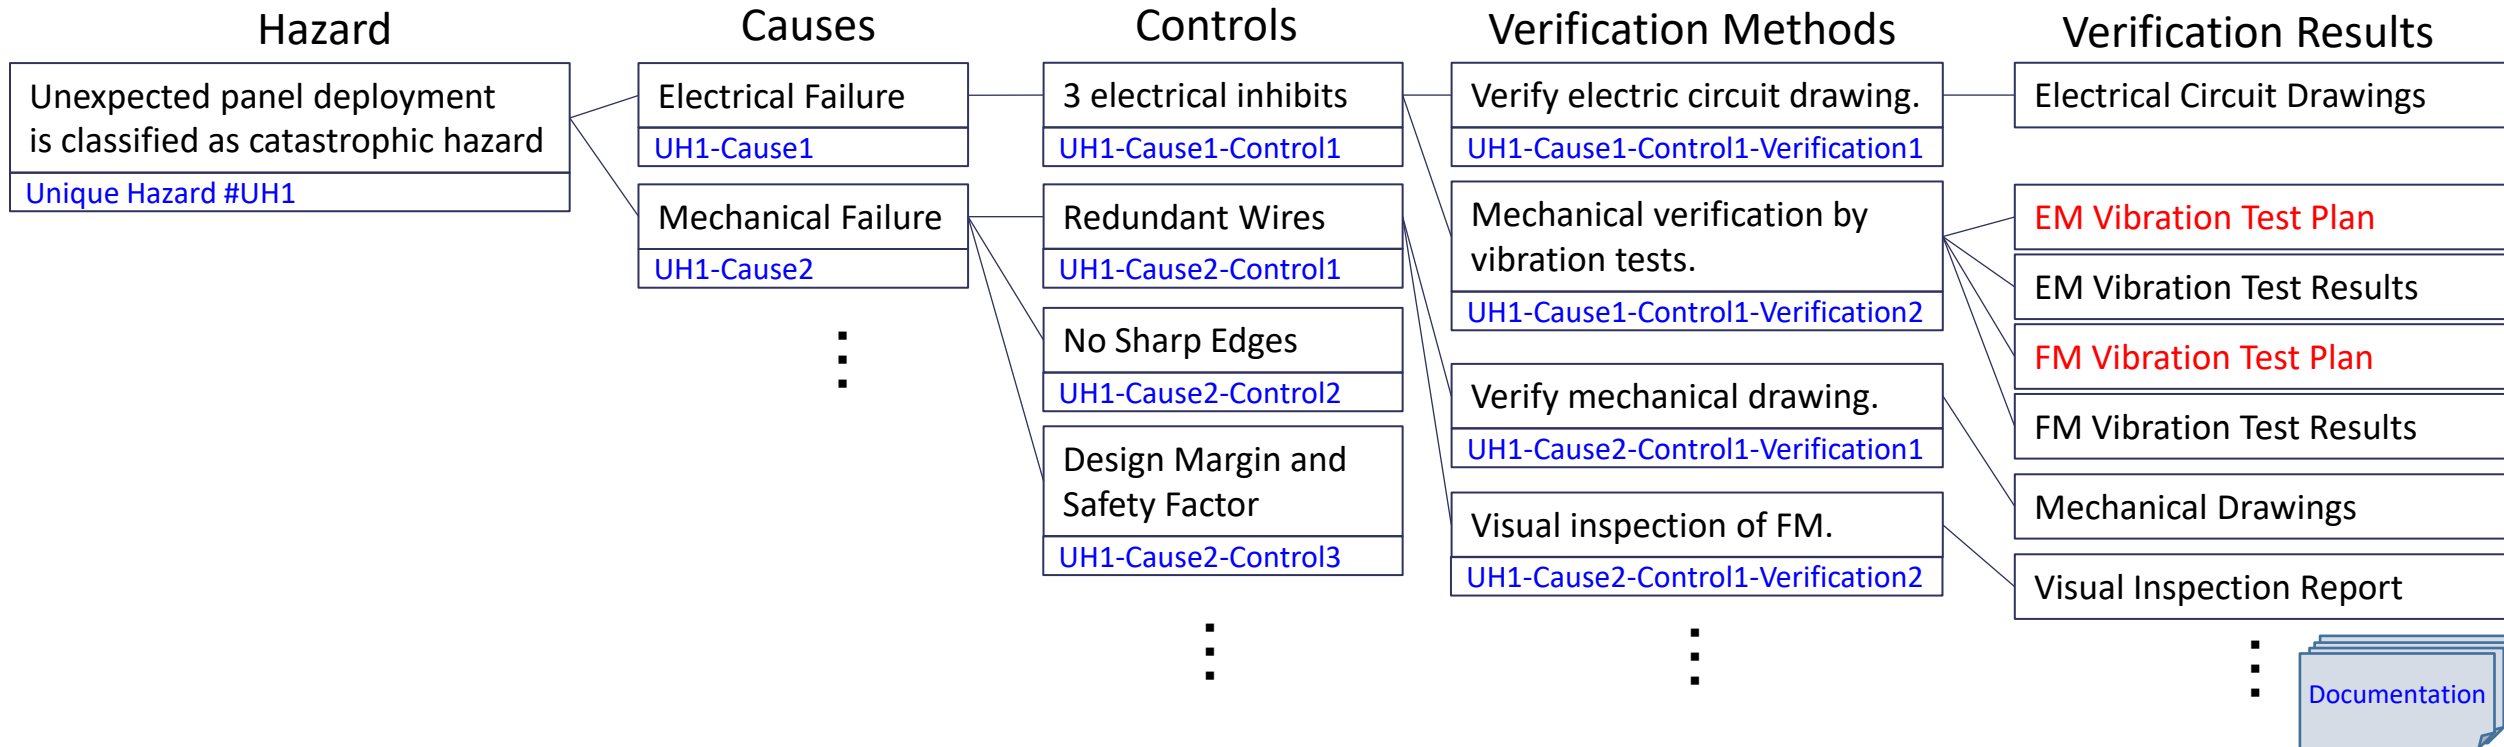 Hazard
Unexpected panel deployment
is classified as catastrophic hazard
Unique Hazard #UH1
Causes
Electrical Failure
UH1-Cause1
Mechanical Failure
UH1-Cause2
Controls
3 electrical inhibits
UH1-Cause1-Control1
Redundant Wires
UH1-Cause2-Control1
No Sharp Edges
UH1-Cause2-Control2
Design Margin and
Safety Factor
UH1-Cause2-Control3
Verification Methods
Verify electric circuit drawing.
UH1-Cause1-Control1-Verification1
Mechanical verification by
vibration tests.
UH1-Cause1-Control1-Verification2
Verify mechanical drawing.
UH1-Cause2-Control1-Verification1
Visual inspection of FM.
UH1-Cause2-Control1-Verification2
Verification Results
Electrical Circuit Drawings
EM Vibration Test Plan
EM Vibration Test Results
FM Vibration Test Plan
FM Vibration Test Results
Mechanical Drawings
Visual Inspection Report
Documentation